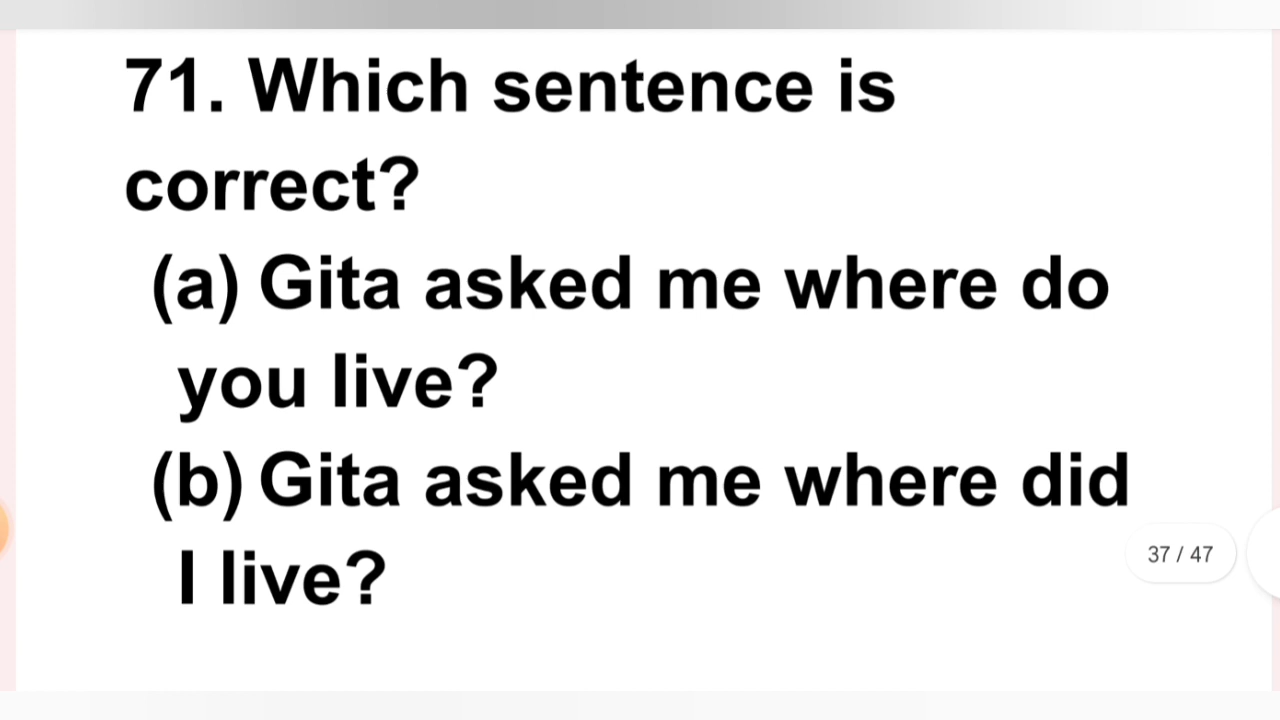 71. Which sentence is
correct?
(a) Gita asked me where do
you live?
(b) Gita asked me where did
I live?
37 / 47